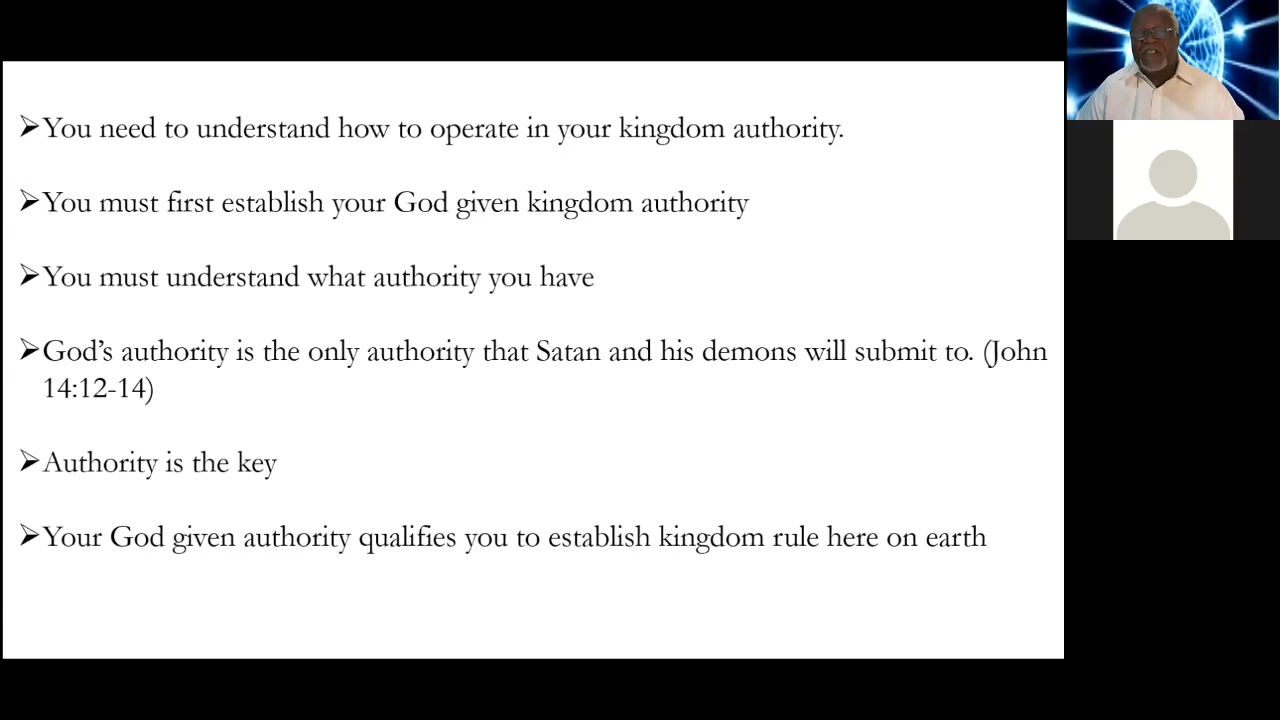 ➢You need to understand how to operate in your kingdom authority.
➢You must first establish your God given kingdom authority
➢You must understand what authority you have
➢God’s authority is the only authority that Satan and his demons will submit to. (John
14:12-14)
➢Authority is the key
➢Your God given authority qualifies you to establish kingdom rule here on earth